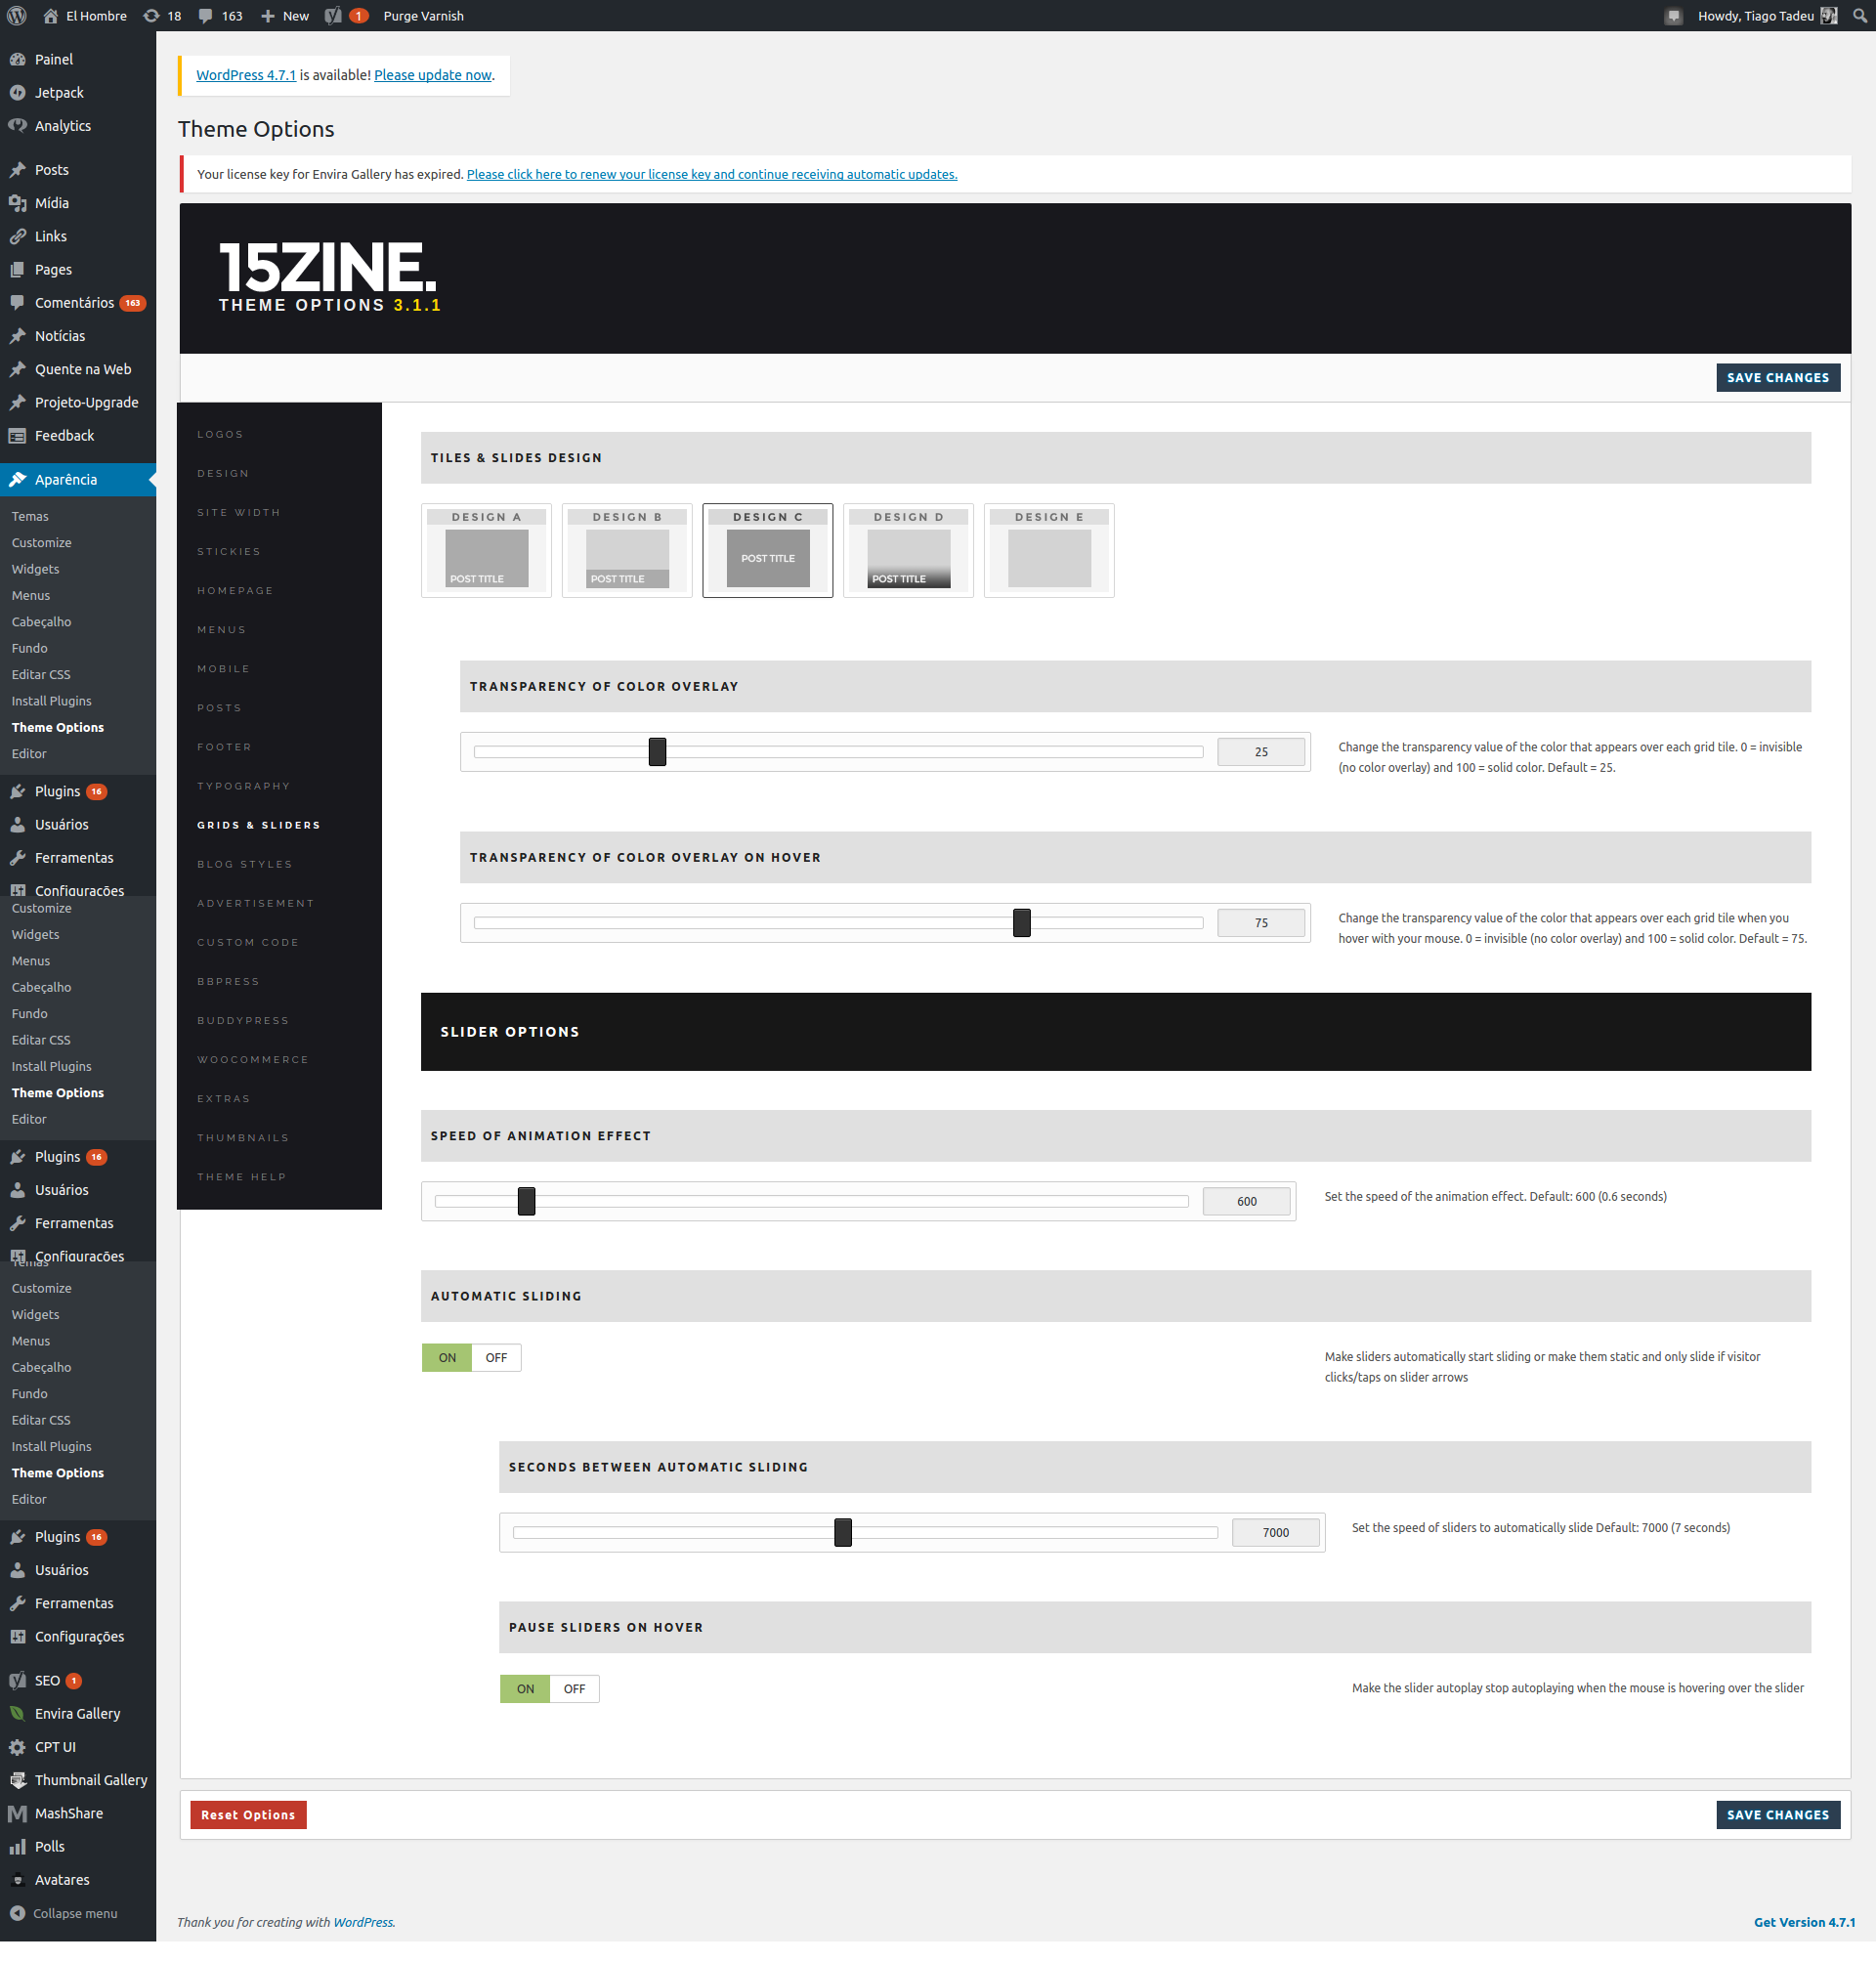 El Hombre 18 163 New 1 Purge Varnish Howdy, Tiago Tadeu
Painel
Jetpack
Analytics
Posts
Mídia
Links
Pages
Comentários 163
Notícias
Quente na Web
Projeto-Upgrade
Feedback
Aparência
Temas
Customize
Widgets
Menus
Cabeçalho
Fundo
Editar CSS
Install Plugins
Theme Options
Editor
Plugins 16
Usuários
Ferramentas
Configurações
Customize
Widgets
Menus
Cabeçalho
Fundo
Editar CSS
Install Plugins
Theme Options
Editor
Plugins 16
Usuários
Ferramentas
Configurações
Temas
Customize
Widgets
Menus
Cabeçalho
Fundo
Editar CSS
Install Plugins
Theme Options
Editor
Plugins 16
Usuários
Ferramentas
Configurações
SEO 1
Envira Gallery
CPT UI
Thumbnail Gallery
MashShare
Polls
Avatares
Collapse menu
WordPress 4.7.1 is available! Please update now.
Theme Options
Your license key for Envira Gallery has expired. Please click here to renew your license key and continue receiving automatic updates.
15ZINE.
THEME OPTIONS 3.1.1
SAVE CHANGES
LOGOS
DESIGN
SITE WIDTH
STICKIES
HOMEPAGE
MENUS
MOBILE
POSTS
FOOTER
TYPOGRAPHY
GRIDS & SLIDERS
BLOG STYLES
ADVERTISEMENT
CUSTOM CODE
BBPRESS
BUDDYPRESS
WOOCOMMERCE
EXTRAS
THUMBNAILS
THEME HELP
TILES & SLIDES DESIGN
DESIGN A DESIGN B DESIGN C DESIGN D DESIGN E
POST TITLE POST TITLE POST TITLE POST TITLE
TRANSPARENCY OF COLOR OVERLAY
25
Change the transparency value of the color that appears over each grid tile. 0 = invisible
(no color overlay) and 100 = solid color. Default = 25.
TRANSPARENCY OF COLOR OVERLAY ON HOVER
75
Change the transparency value of the color that appears over each grid tile when you
hover with your mouse. 0 = invisible (no color overlay) and 100 = solid color. Default = 75.
SLIDER OPTIONS
SPEED OF ANIMATION EFFECT
600
Set the speed of the animation effect. Default: 600 (0.6 seconds)
AUTOMATIC SLIDING
ON OFF
Make sliders automatically start sliding or make them static and only slide if visitor
clicks/taps on slider arrows
SECONDS BETWEEN AUTOMATIC SLIDING
7000
Set the speed of sliders to automatically slide Default: 7000 (7 seconds)
PAUSE SLIDERS ON HOVER
ON OFF
Make the slider autoplay stop autoplaying when the mouse is hovering over the slider
Reset Options
SAVE CHANGES
Thank you for creating with WordPress.
Get Version 4.7.1